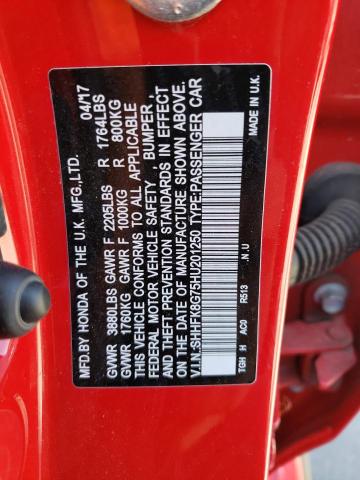 MFD.BY HONDA OF THE U.K. MFG.,LTD. 04/17
GVWR 3880LBS GAWR F 2205LBS R 1764LBS
GVWR 1760KG GAWR F 1000KG R 800KG
THIS VEHICLE CONFORMS TO ALL APPLICABLE
FEDERAL MOTOR VEHICLE SAFETY, BUMPER,
AND THEFT PREVENTION STANDARDS IN EFFECT
ON THE DATE OF MANUFACTURE SHOWN ABOVE.
V.I.N.:SHHFK8G75HU201250 TYPE:PASSENGER CAR
MADE IN U.K.
TGH H AC0 R513 .N.U